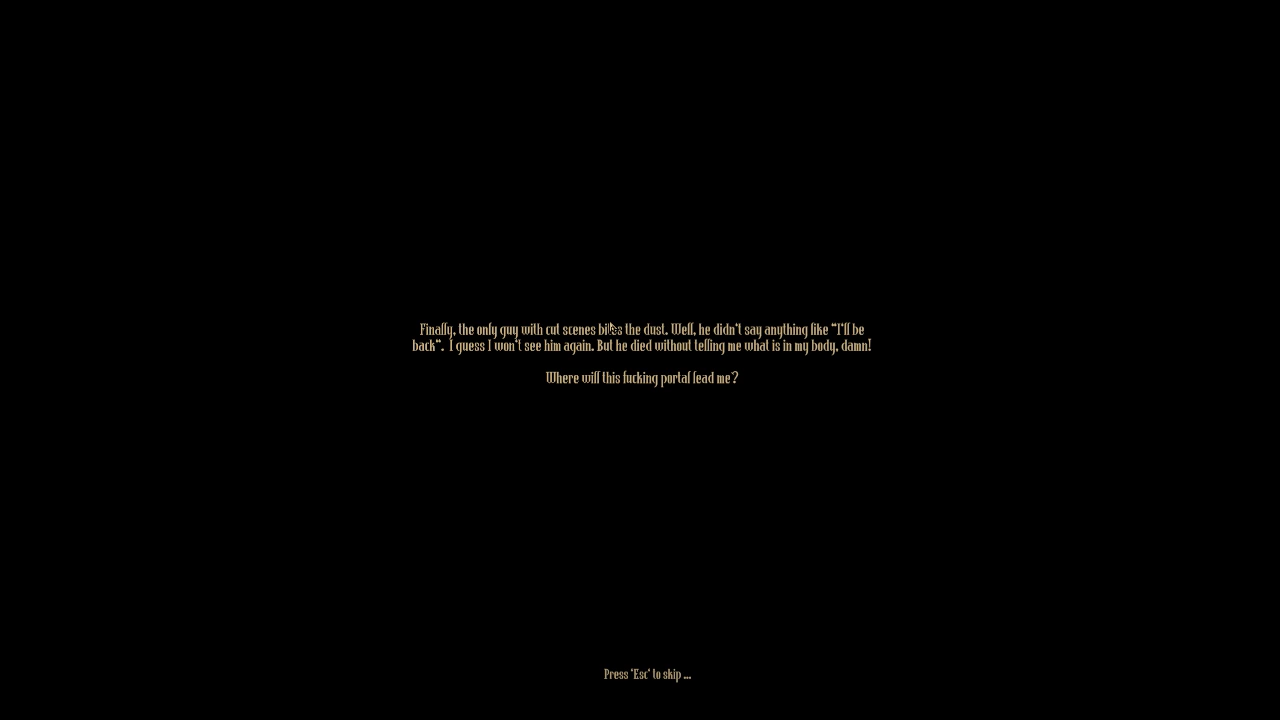 Finally, the only guy with cut scenes bites the dust. Well, he didn't say anything like "I'll be
back". I guess I won't see him again. But he died without telling me what is in my body, damn!
Where will this fucking portal lead me?
Press 'Esc' to skip ...